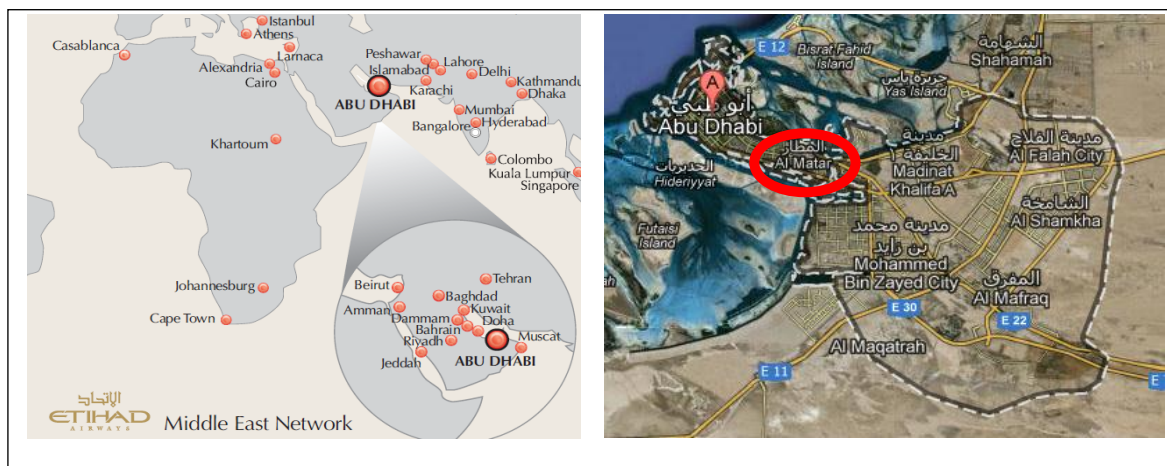 Istanbul
Athens
Casablanca
Larnaca
Alexandria
Cairo
Peshawar
Islamabad
Lahore
Karachi
Delhi
Kathmandu
Dhaka
ABU DHABI
Mumbai
Hyderabad
Bangalore
Khartoum
Colombo
Kuala Lumpur
Singapore
Johannesburg
Cape Town
Tehran
Beirut
Baghdad
Amman
Kuwait
Dammam
Doha
Bahrain
Riyadh
Muscat
ABU DHABI
Jeddah
الإتحاد
ETIHAD
AIRWAYS
Middle East Network
E 12
Bisrat Fahid
Island
الشهامة
Shahamah
A
جزيرة ياس
Yas Island
أبو ظبي
Abu Dhabi
المطار
Al Matar
مدينة
الخليفة ا
Madinat
Khalifa A
مدينة الفلاح
Al Falah City
الحديريات
Hideriyyat
الشامخة
Al Shamkha
Futaisi
Island
مدينة محمد
بن زايد
Mohammed
Bin Zayed City
المفرق
Al Mafraq
E 30
E 22
Al Maqatrah
E 11